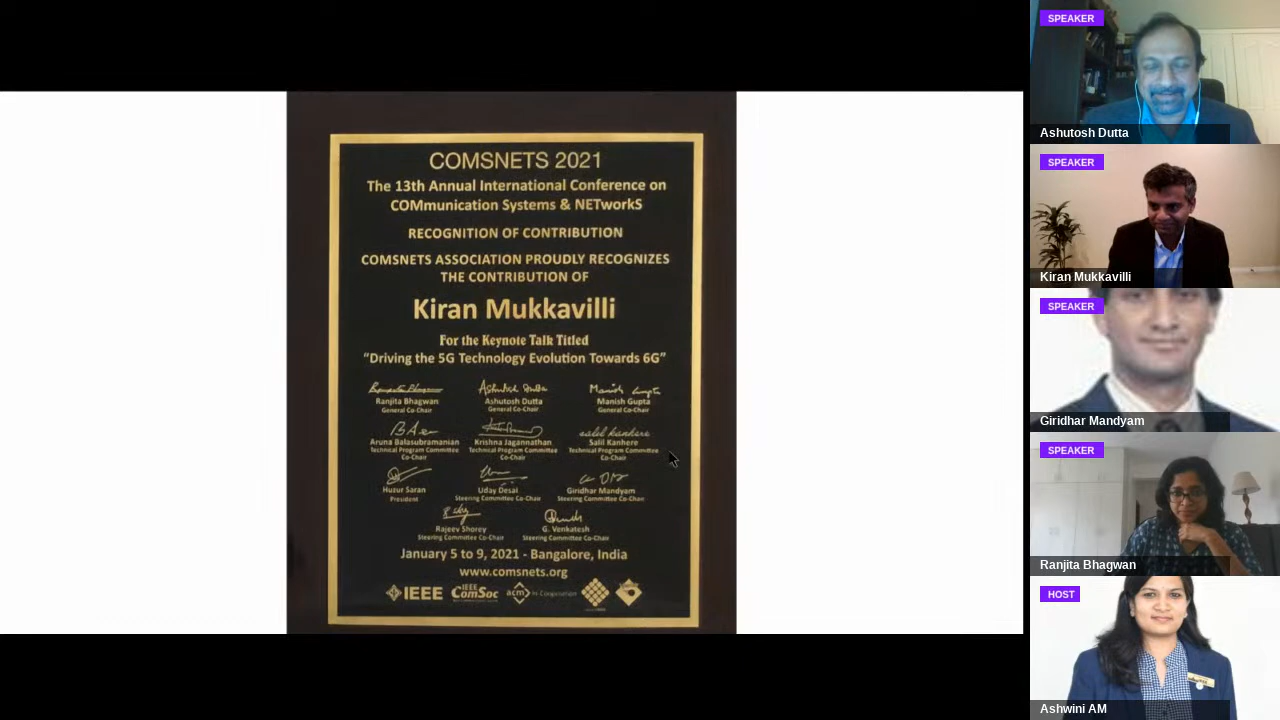 COMSNETS 2021
The 13th Annual International Conference on
COMmunication Systems & NETworkS
RECOGNITION OF CONTRIBUTION
COMSNETS ASSOCIATION PROUDLY RECOGNIZES
THE CONTRIBUTION OF
Kiran Mukkavilli
For the Keynote Talk Titled
“Driving the 5G Technology Evolution Towards 6G”
Ranjita Bhagwan
General Co-Chair
Ashutosh Dutta
General Co-Chair
Manish Gupta
General Co-Chair
Aruna Balasubramanian
Technical Program Committee
Co-Chair
Krishna Jagannathan
Technical Program Committee
Co-Chair
Salil Kanhere
Technical Program Committee
Co-Chair
Huzur Saran
President
Uday Desai
Steering Committee Co-Chair
Giridhar Mandyam
Steering Committee Co-Chair
Rajeev Shorey
Steering Committee Co-Chair
G. Venkatesh
Steering Committee Co-Chair
January 5 to 9, 2021 - Bangalore, India
www.comsnets.org
IEEE
IEEE
ComSoc
acm In-Cooperation
SPEAKER
Ashutosh Dutta
SPEAKER
Kiran Mukkavilli
SPEAKER
Giridhar Mandyam
SPEAKER
Ranjita Bhagwan
HOST
Ashwini AM